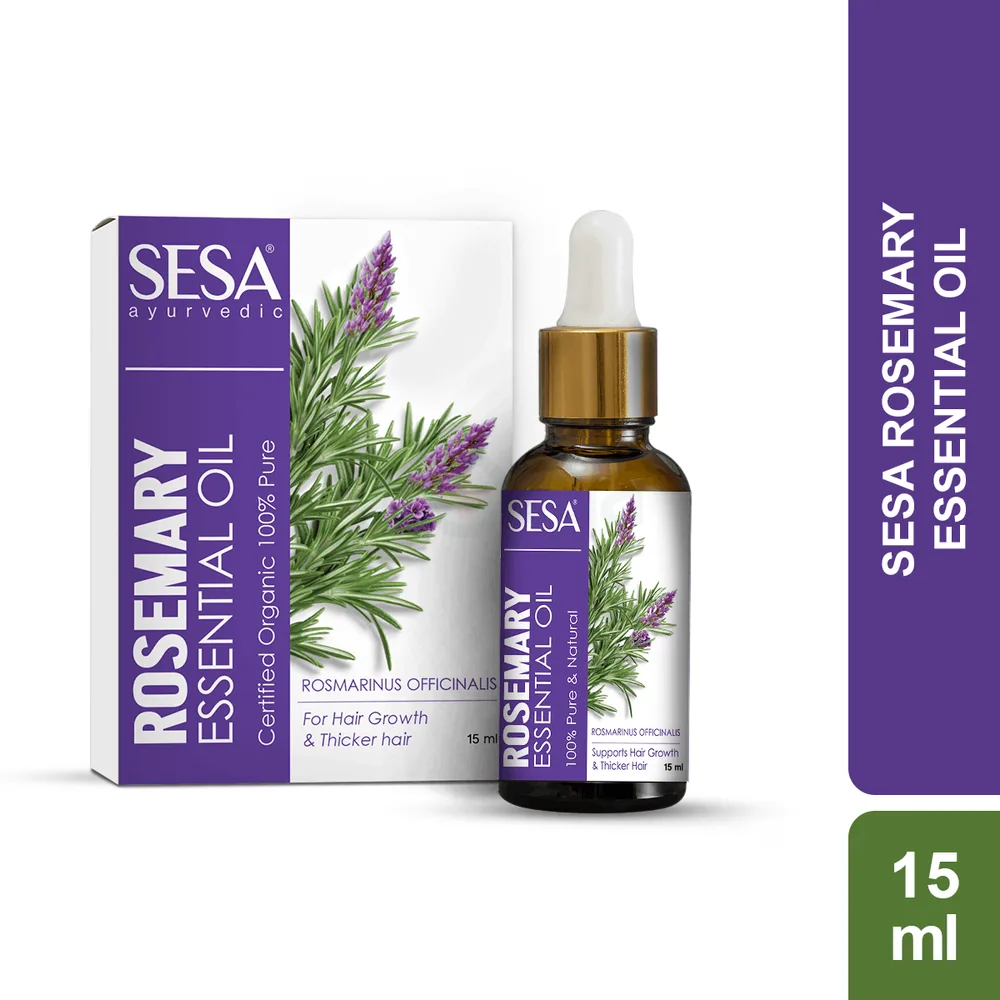 SESA®
ayurvedic
ROSEMARY
ESSENTIAL OIL
Certified Organic 100% Pure
ROSMARINUS OFFICINALIS
For Hair Growth
& Thicker hair
15 ml
SESA®
ROSEMARY
ESSENTIAL OIL
100% Pure & Natural
ROSMARINUS OFFICINALIS
Supports Hair Growth
& Thicker Hair
15 ml
SESA ROSEMARY
ESSENTIAL OIL
15
ml